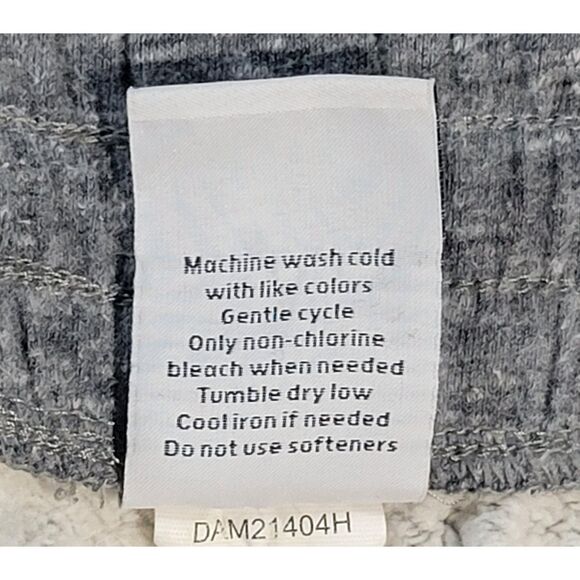 Machine wash cold
with like colors
Gentle cycle
Only non-chlorine
bleach when needed
Tumble dry low
Cool iron if needed
Do not use softeners
DAM21404H